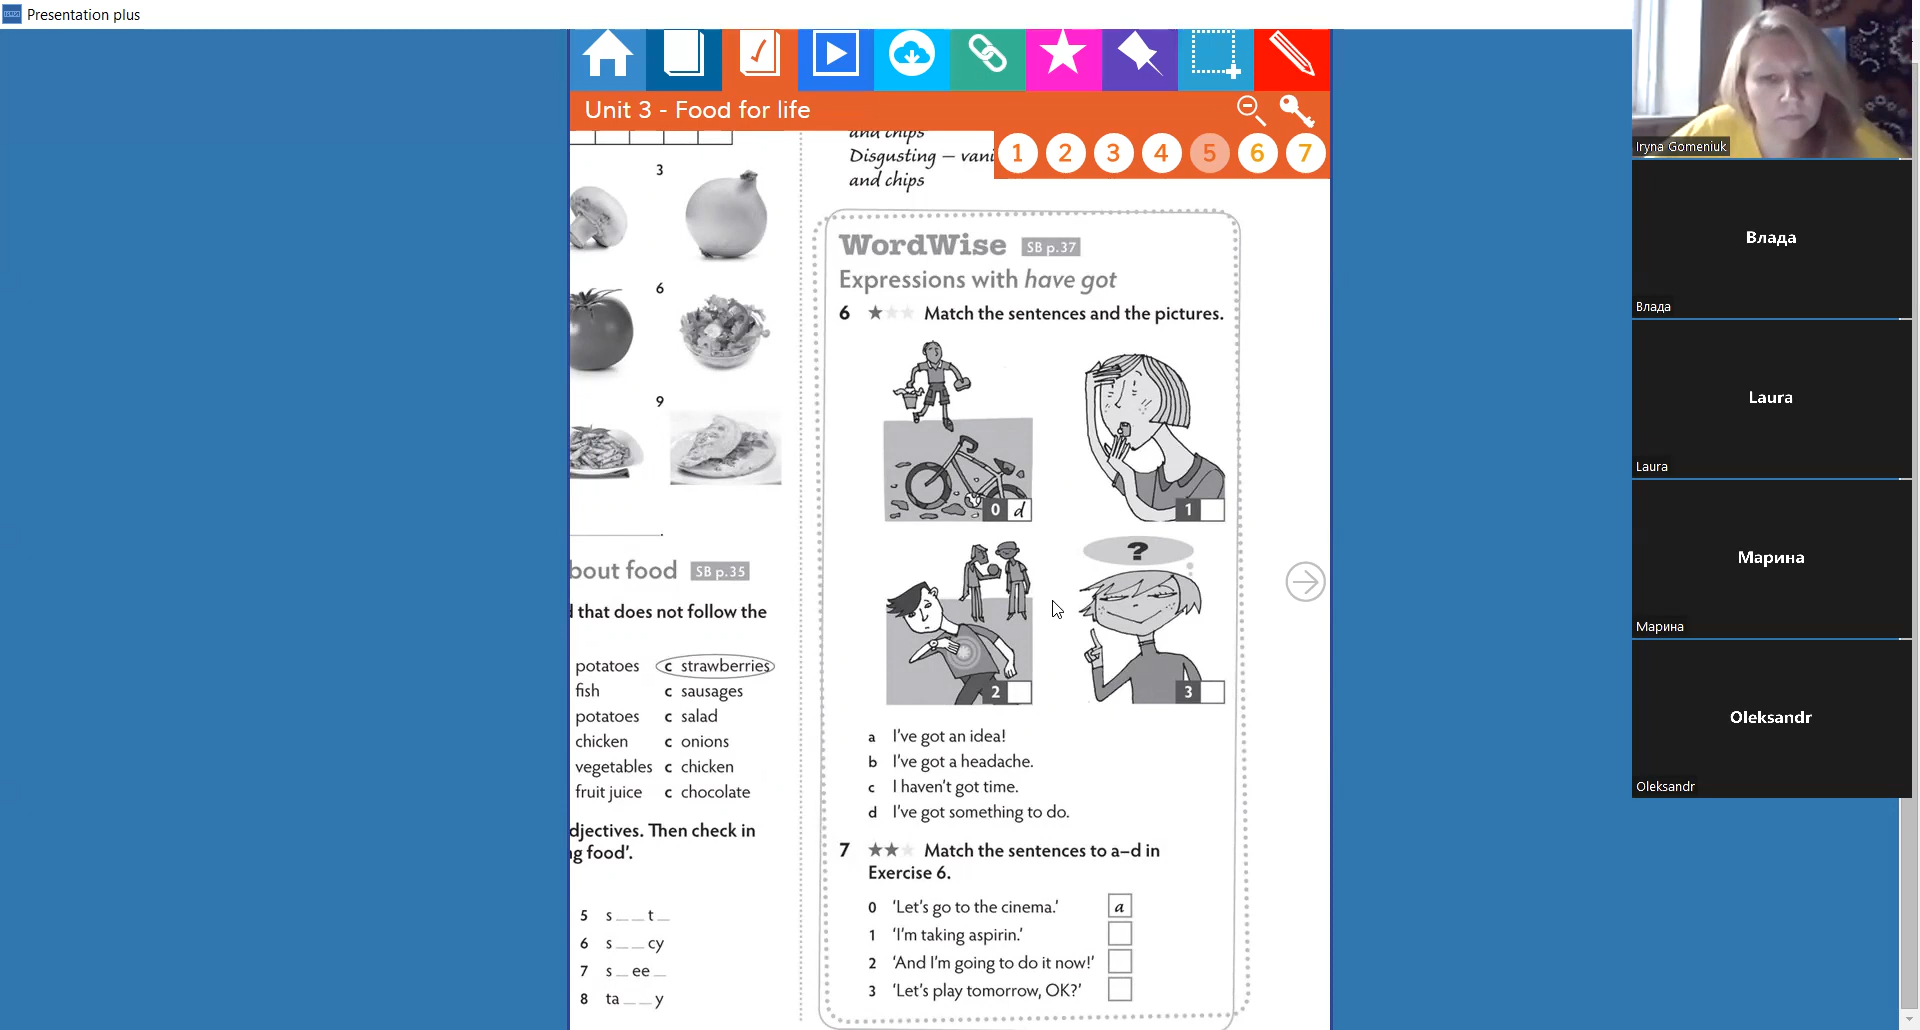 Presentation plus
Unit 3 - Food for life
1 2 3 4 5 6 7
and chips
Disgusting – vani
and chips
3
6
9
bout food SB p.35
d that does not follow the
potatoes c strawberries
fish c sausages
potatoes c salad
chicken c onions
vegetables c chicken
fruit juice c chocolate
djectives. Then check in
ng food'.
5 s _ _ t _
6 s _ _ cy
7 s _ ee _
8 ta _ _ y
WordWise SB p.37
Expressions with have got
6 Match the sentences and the pictures.
0 d
1
?
2
3
a I've got an idea!
b I've got a headache.
c I haven't got time.
d I've got something to do.
7 Match the sentences to a–d in
Exercise 6.
0 'Let's go to the cinema.' a
1 'I'm taking aspirin.'
2 'And I'm going to do it now!'
3 'Let's play tomorrow, OK?'
Iryna Gomeniuk
Влада
Влада
Laura
Laura
Марина
Марина
Oleksandr
Oleksandr